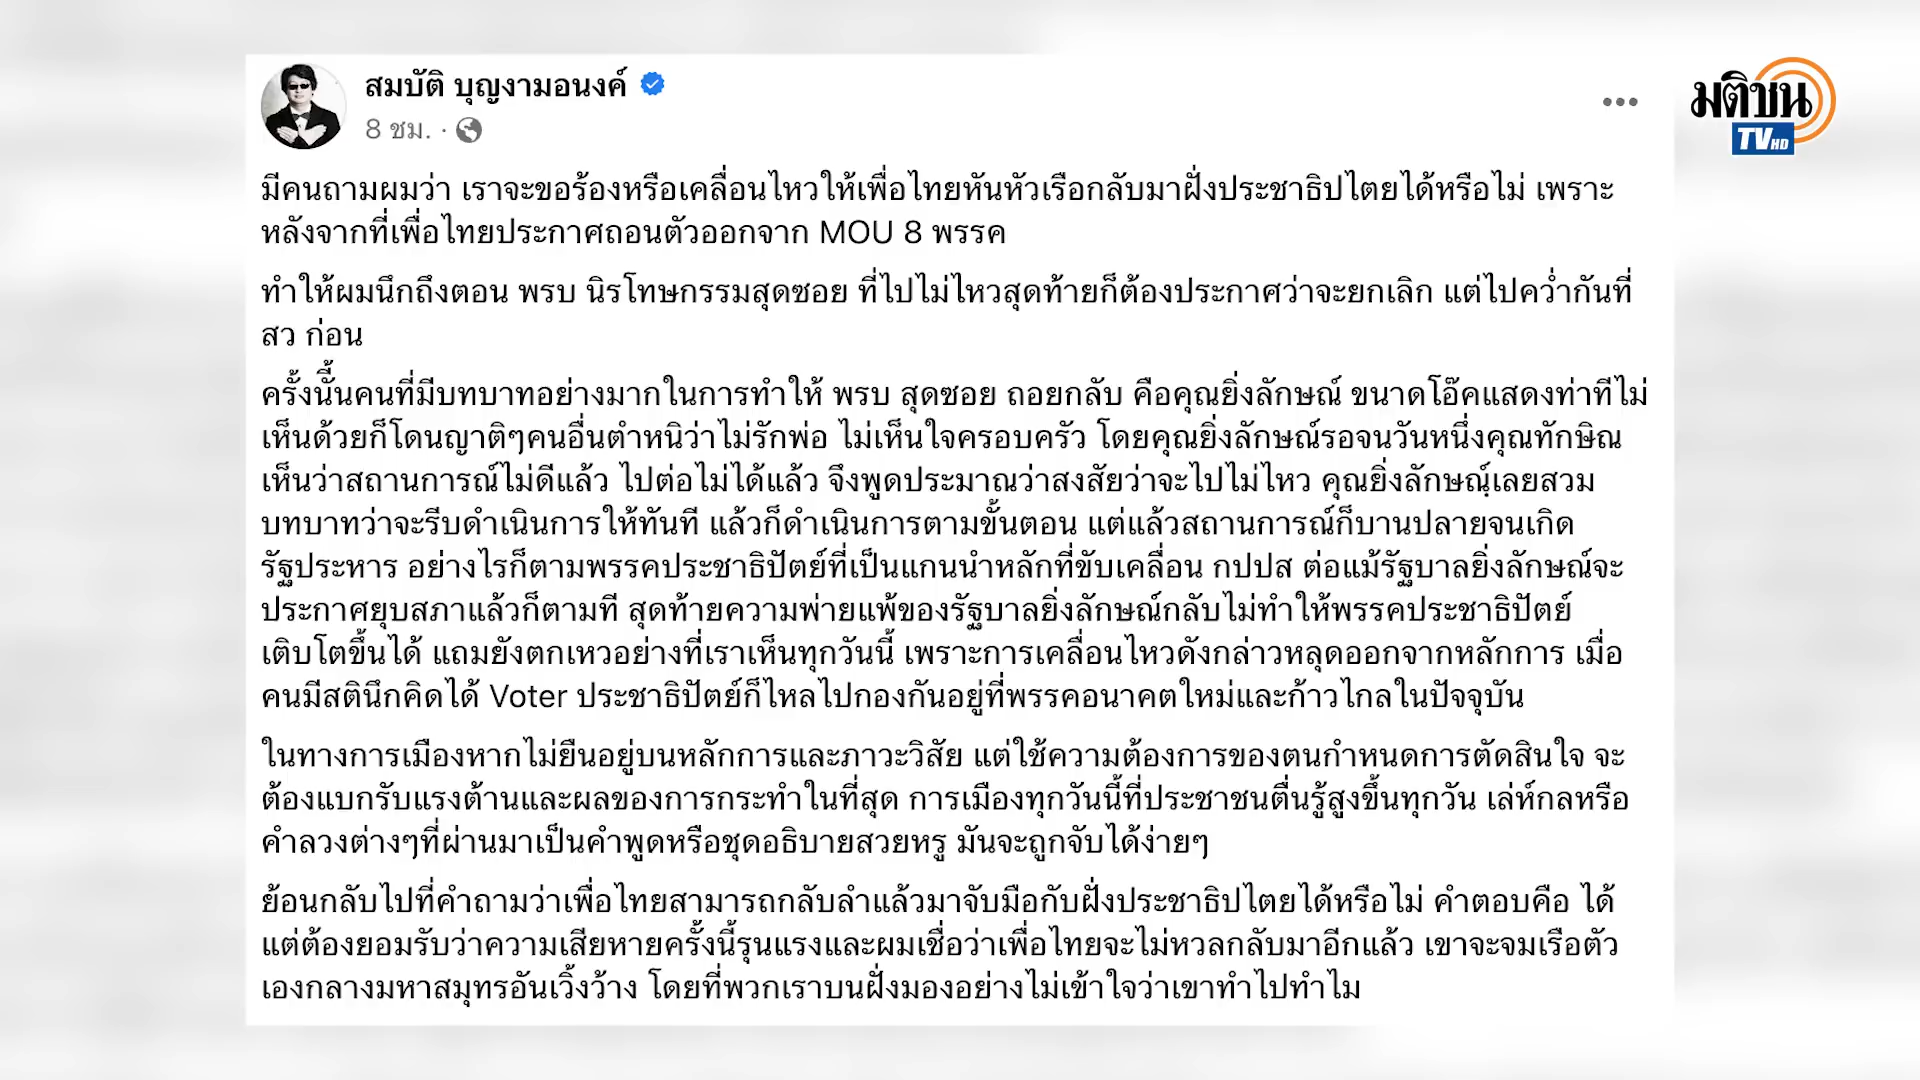 สมบัติ บุญงามอนงค์
8 ชม. ·
มติชน
TV HD
มีคนถามผมว่า เราจะขอร้องหรือเคลื่อนไหวให้เพื่อไทยหันหัวเรือกลับมาฝั่งประชาธิปไตยได้หรือไม่ เพราะ
หลังจากที่เพื่อไทยประกาศถอนตัวออกจาก MOU 8 พรรค
ทำให้ผมนึกถึงตอน พรบ นิรโทษกรรมสุดซอย ที่ไปไม่ไหวสุดท้ายก็ต้องประกาศว่าจะยกเลิก แต่ไปคว่ำกันที่
สว ก่อน
ครั้งนั้นคนที่มีบทบาทอย่างมากในการทำให้ พรบ สุดซอย ถอยกลับ คือคุณยิ่งลักษณ์ ขนาดโอ๊คแสดงท่าทีไม่
เห็นด้วยก็โดนญาติๆคนอื่นตำหนิว่าไม่รักพ่อ ไม่เห็นใจครอบครัว โดยคุณยิ่งลักษณ์รอจนวันหนึ่งคุณทักษิณ
เห็นว่าสถานการณ์ไม่ดีแล้ว ไปต่อไม่ได้แล้ว จึงพูดประมาณว่าสงสัยว่าจะไปไม่ไหว คุณยิ่งลักษณ์ุเลยสวม
บทบาทว่าจะรีบดำเนินการให้ทันที แล้วก็ดำเนินการตามขั้นตอน แต่แล้วสถานการณ์ก็บานปลายจนเกิด
รัฐประหาร อย่างไรก็ตามพรรคประชาธิปัตย์ที่เป็นแกนนำหลักที่ขับเคลื่อน กปปส ต่อแม้รัฐบาลยิ่งลักษณ์จะ
ประกาศยุบสภาแล้วก็ตามที สุดท้ายความพ่ายแพ้ของรัฐบาลยิ่งลักษณ์กลับไม่ทำให้พรรคประชาธิปัตย์
เติบโตขึ้นได้ แถมยังตกเหวอย่างที่เราเห็นทุกวันนี้ เพราะการเคลื่อนไหวดังกล่าวหลุดออกจากหลักการ เมื่อ
คนมีสตินึกคิดได้ Voter ประชาธิปัตย์ก็ไหลไปกองกันอยู่ที่พรรคอนาคตใหม่และก้าวไกลในปัจจุบัน
ในทางการเมืองหากไม่ยืนอยู่บนหลักการและภาวะวิสัย แต่ใช้ความต้องการของตนกำหนดการตัดสินใจ จะ
ต้องแบกรับแรงต้านและผลของการกระทำในที่สุด การเมืองทุกวันนี้ที่ประชาชนตื่นรู้สูงขึ้นทุกวัน เล่ห์กลหรือ
คำลวงต่างๆที่ผ่านมาเป็นคำพูดหรือชุดอธิบายสวยหรู มันจะถูกจับได้ง่ายๆ
ย้อนกลับไปที่คำถามว่าเพื่อไทยสามารถกลับลำแล้วมาจับมือกับฝั่งประชาธิปไตยได้หรือไม่ คำตอบคือ ได้
แต่ต้องยอมรับว่าความเสียหายครั้งนี้รุนแรงและผมเชื่อว่าเพื่อไทยจะไม่หวลกลับมาอีกแล้ว เขาจะจมเรือตัว
เองกลางมหาสมุทรอันเวิ้งว้าง โดยที่พวกเราบนฝั่งมองอย่างไม่เข้าใจว่าเขาทำไปทำไม